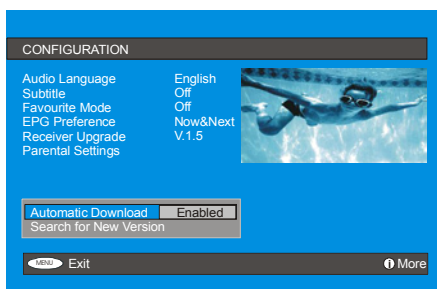 CONFIGURATION
Audio Language English
Subtitle Off
Favourite Mode Off
EPG Preference Now&Next
Receiver Upgrade V.1.5
Parental Settings
Automatic Download Enabled
Search for New Version
MENU Exit i More